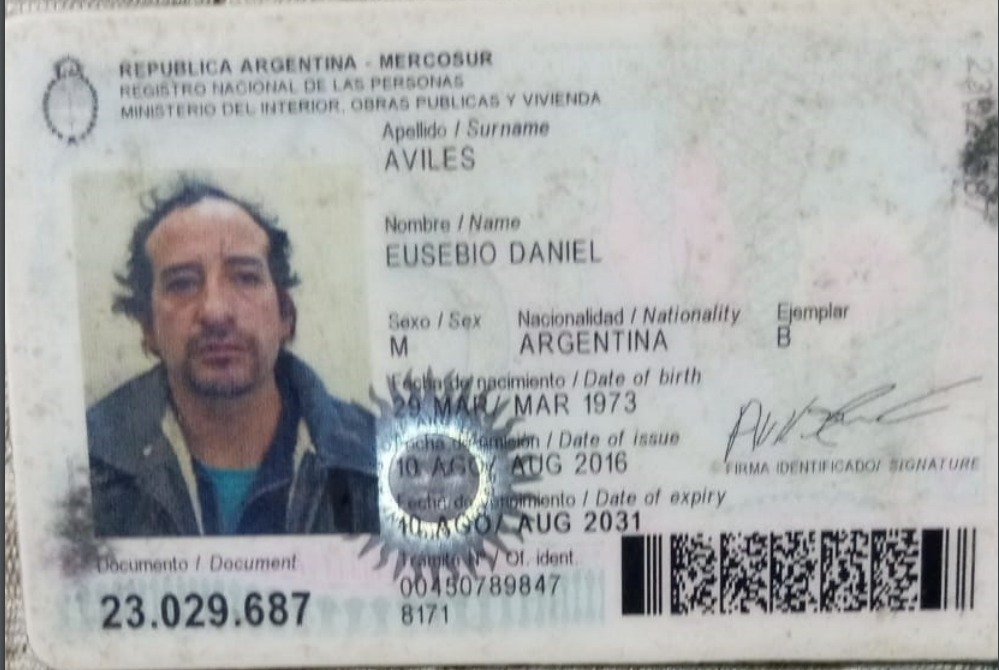 REPUBLICA ARGENTINA - MERCOSUR
REGISTRO NACIONAL DE LAS PERSONAS
MINISTERIO DEL INTERIOR, OBRAS PUBLICAS Y VIVIENDA
Apellido / Surname
AVILES
Nombre / Name
EUSEBIO DANIEL
Sexo / Sex Nacionalidad / Nationality Ejemplar
M ARGENTINA B
Fecha de nacimiento / Date of birth
29 MAR/ MAR 1973
Fecha de emisión / Date of issue
10 AGO/ AUG 2016
FIRMA IDENTIFICADO/ SIGNATURE
Fecha de vencimiento / Date of expiry
10 AGO/ AUG 2031
Documento / Document
Tramite Nº / Of. ident.
23.029.687
00450789847
8171